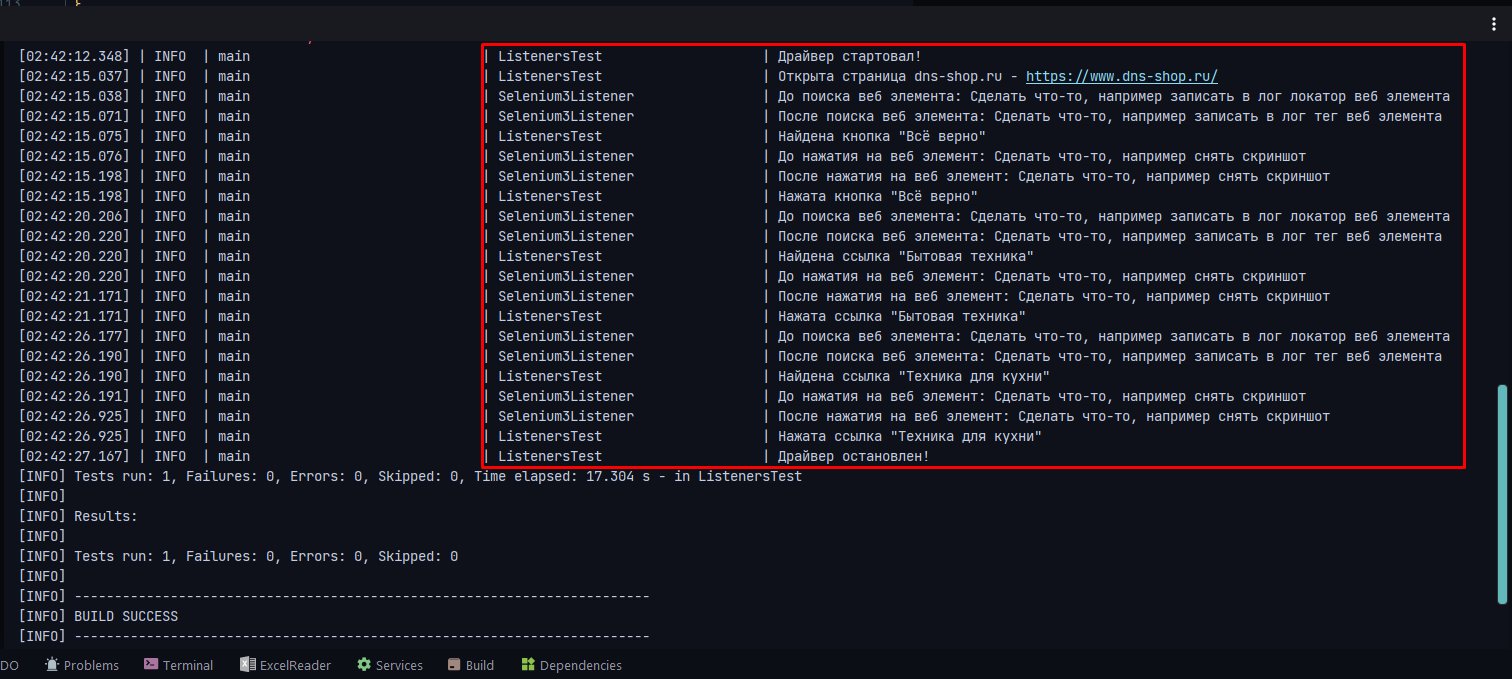 [02:42:12.348] | INFO | main | ListenersTest | Драйвер стартовал!
[02:42:15.037] | INFO | main | ListenersTest | Открыта страница dns-shop.ru - https://www.dns-shop.ru/
[02:42:15.038] | INFO | main | Selenium3Listener | До поиска веб элемента: Сделать что-то, например записать в лог локатор веб элемента
[02:42:15.071] | INFO | main | Selenium3Listener | После поиска веб элемента: Сделать что-то, например записать в лог тег веб элемента
[02:42:15.075] | INFO | main | ListenersTest | Найдена кнопка "Всё верно"
[02:42:15.076] | INFO | main | Selenium3Listener | До нажатия на веб элемент: Сделать что-то, например снять скриншот
[02:42:15.198] | INFO | main | Selenium3Listener | После нажатия на веб элемент: Сделать что-то, например снять скриншот
[02:42:15.198] | INFO | main | ListenersTest | Нажата кнопка "Всё верно"
[02:42:20.206] | INFO | main | Selenium3Listener | До поиска веб элемента: Сделать что-то, например записать в лог локатор веб элемента
[02:42:20.220] | INFO | main | Selenium3Listener | После поиска веб элемента: Сделать что-то, например записать в лог тег веб элемента
[02:42:20.220] | INFO | main | ListenersTest | Найдена ссылка "Бытовая техника"
[02:42:20.220] | INFO | main | Selenium3Listener | До нажатия на веб элемент: Сделать что-то, например снять скриншот
[02:42:21.171] | INFO | main | Selenium3Listener | После нажатия на веб элемент: Сделать что-то, например снять скриншот
[02:42:21.171] | INFO | main | ListenersTest | Нажата ссылка "Бытовая техника"
[02:42:26.177] | INFO | main | Selenium3Listener | До поиска веб элемента: Сделать что-то, например записать в лог локатор веб элемента
[02:42:26.190] | INFO | main | Selenium3Listener | После поиска веб элемента: Сделать что-то, например записать в лог тег веб элемента
[02:42:26.190] | INFO | main | ListenersTest | Найдена ссылка "Техника для кухни"
[02:42:26.191] | INFO | main | Selenium3Listener | До нажатия на веб элемент: Сделать что-то, например снять скриншот
[02:42:26.925] | INFO | main | Selenium3Listener | После нажатия на веб элемент: Сделать что-то, например снять скриншот
[02:42:26.925] | INFO | main | ListenersTest | Нажата ссылка "Техника для кухни"
[02:42:27.167] | INFO | main | ListenersTest | Драйвер остановлен!
[INFO] Tests run: 1, Failures: 0, Errors: 0, Skipped: 0, Time elapsed: 17.304 s - in ListenersTest
[INFO]
[INFO] Results:
[INFO]
[INFO] Tests run: 1, Failures: 0, Errors: 0, Skipped: 0
[INFO]
[INFO] ------------------------------------------------------------------------
[INFO] BUILD SUCCESS
[INFO] ------------------------------------------------------------------------
DO Problems Terminal ExcelReader Services Build Dependencies